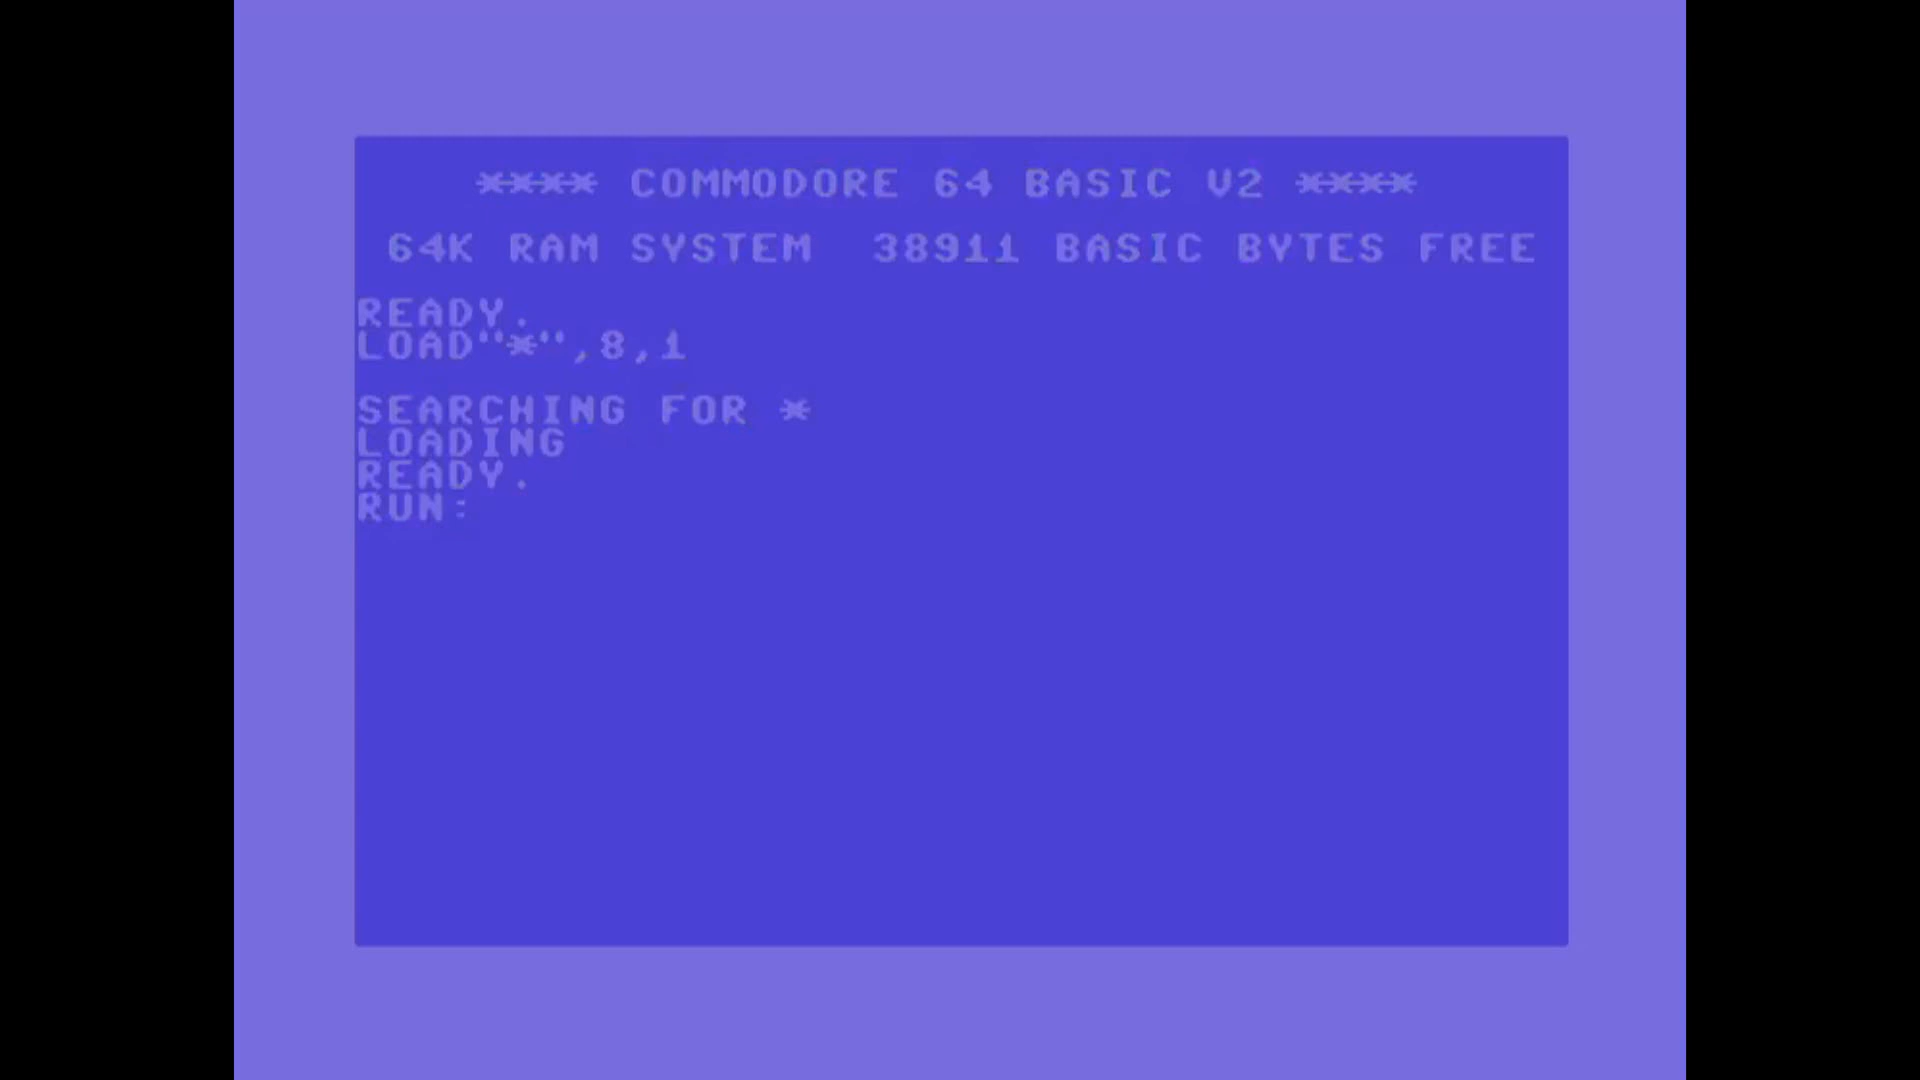 **** COMMODORE 64 BASIC V2 ****
64K RAM SYSTEM  38911 BASIC BYTES FREE
READY.
LOAD"*",8,1
SEARCHING FOR *
LOADING
READY.
RUN: